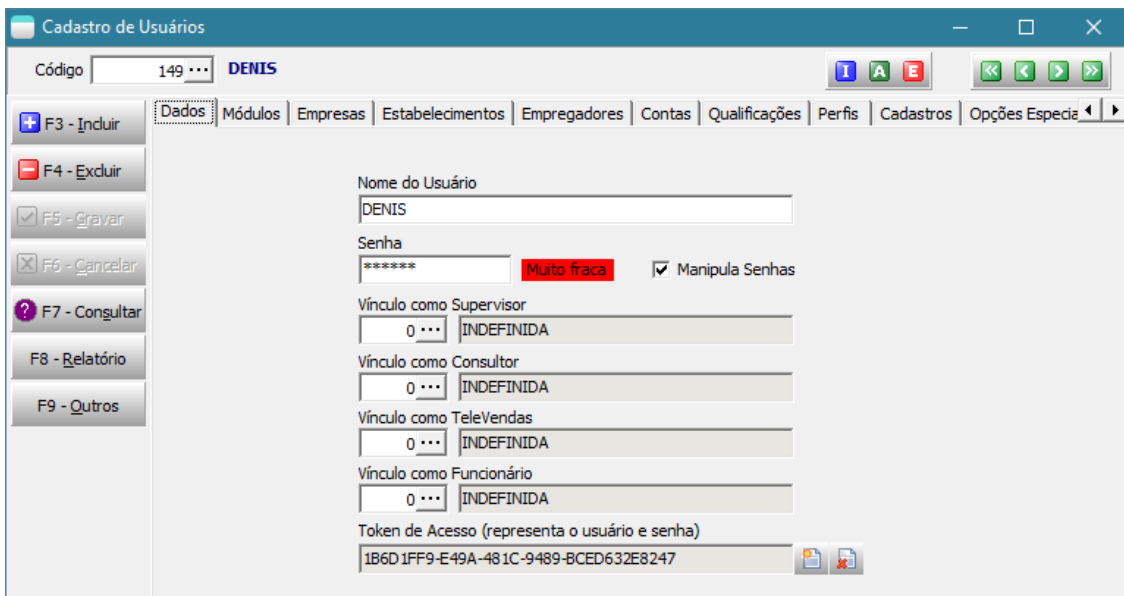 Cadastro de Usuários
Código 149 ... DENIS
I A E
F3 - Incluir
F4 - Excluir
F5 - Gravar
F6 - Cancelar
F7 - Consultar
F8 - Relatório
F9 - Outros
Dados Módulos Empresas Estabelecimentos Empregadores Contas Qualificações Perfis Cadastros Opções Especia
Nome do Usuário
DENIS
Senha
****** Muito fraca Manipula Senhas
Vínculo como Supervisor
0 ... INDEFINIDA
Vínculo como Consultor
0 ... INDEFINIDA
Vínculo como TeleVendas
0 ... INDEFINIDA
Vínculo como Funcionário
0 ... INDEFINIDA
Token de Acesso (representa o usuário e senha)
1B6D1FF9-E49A-481C-9489-BCED632E8247